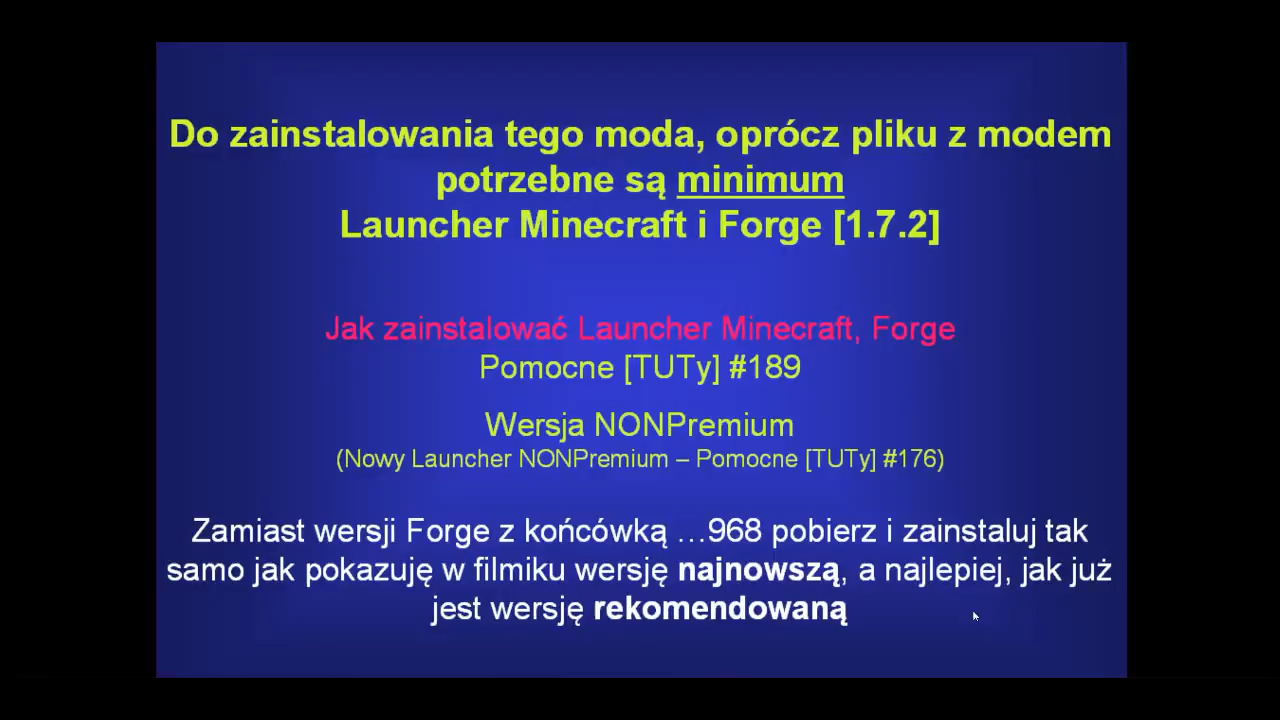 Do zainstalowania tego moda, oprócz pliku z modem
potrzebne są minimum
Launcher Minecraft i Forge [1.7.2]
Jak zainstalować Launcher Minecraft, Forge
Pomocne [TUTy] #189
Wersja NONPremium
(Nowy Launcher NONPremium – Pomocne [TUTy] #176)
Zamiast wersji Forge z końcówką …968 pobierz i zainstaluj tak
samo jak pokazuję w filmiku wersję najnowszą, a najlepiej, jak już
jest wersję rekomendowaną